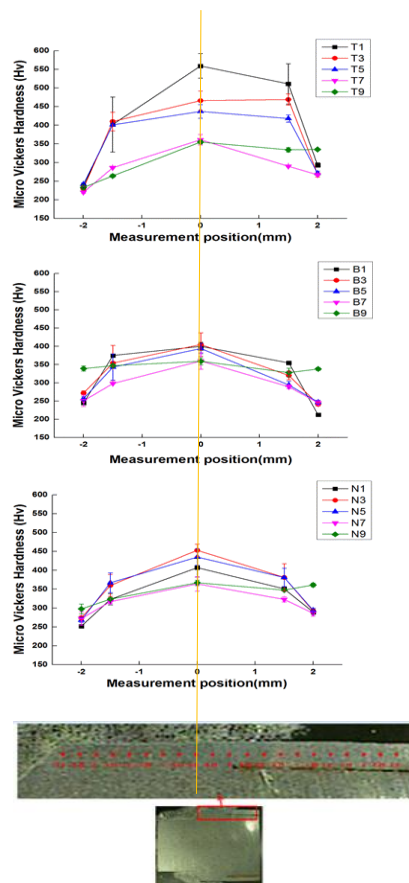 600
550
500
450
400
350
300
250
200
150
Micro Vickers Hardness (Hv)
T1
T3
T5
T7
T9
-2
-1
0
1
2
Measurement position(mm)
600
550
500
450
400
350
300
250
200
150
Micro Vickers Hardness (Hv)
B1
B3
B5
B7
B9
-2
-1
0
1
2
Measurement position(mm)
600
550
500
450
400
350
300
250
200
150
Micro Vickers Hardness (Hv)
N1
N3
N5
N7
N9
-2
-1
0
1
2
Measurement position(mm)